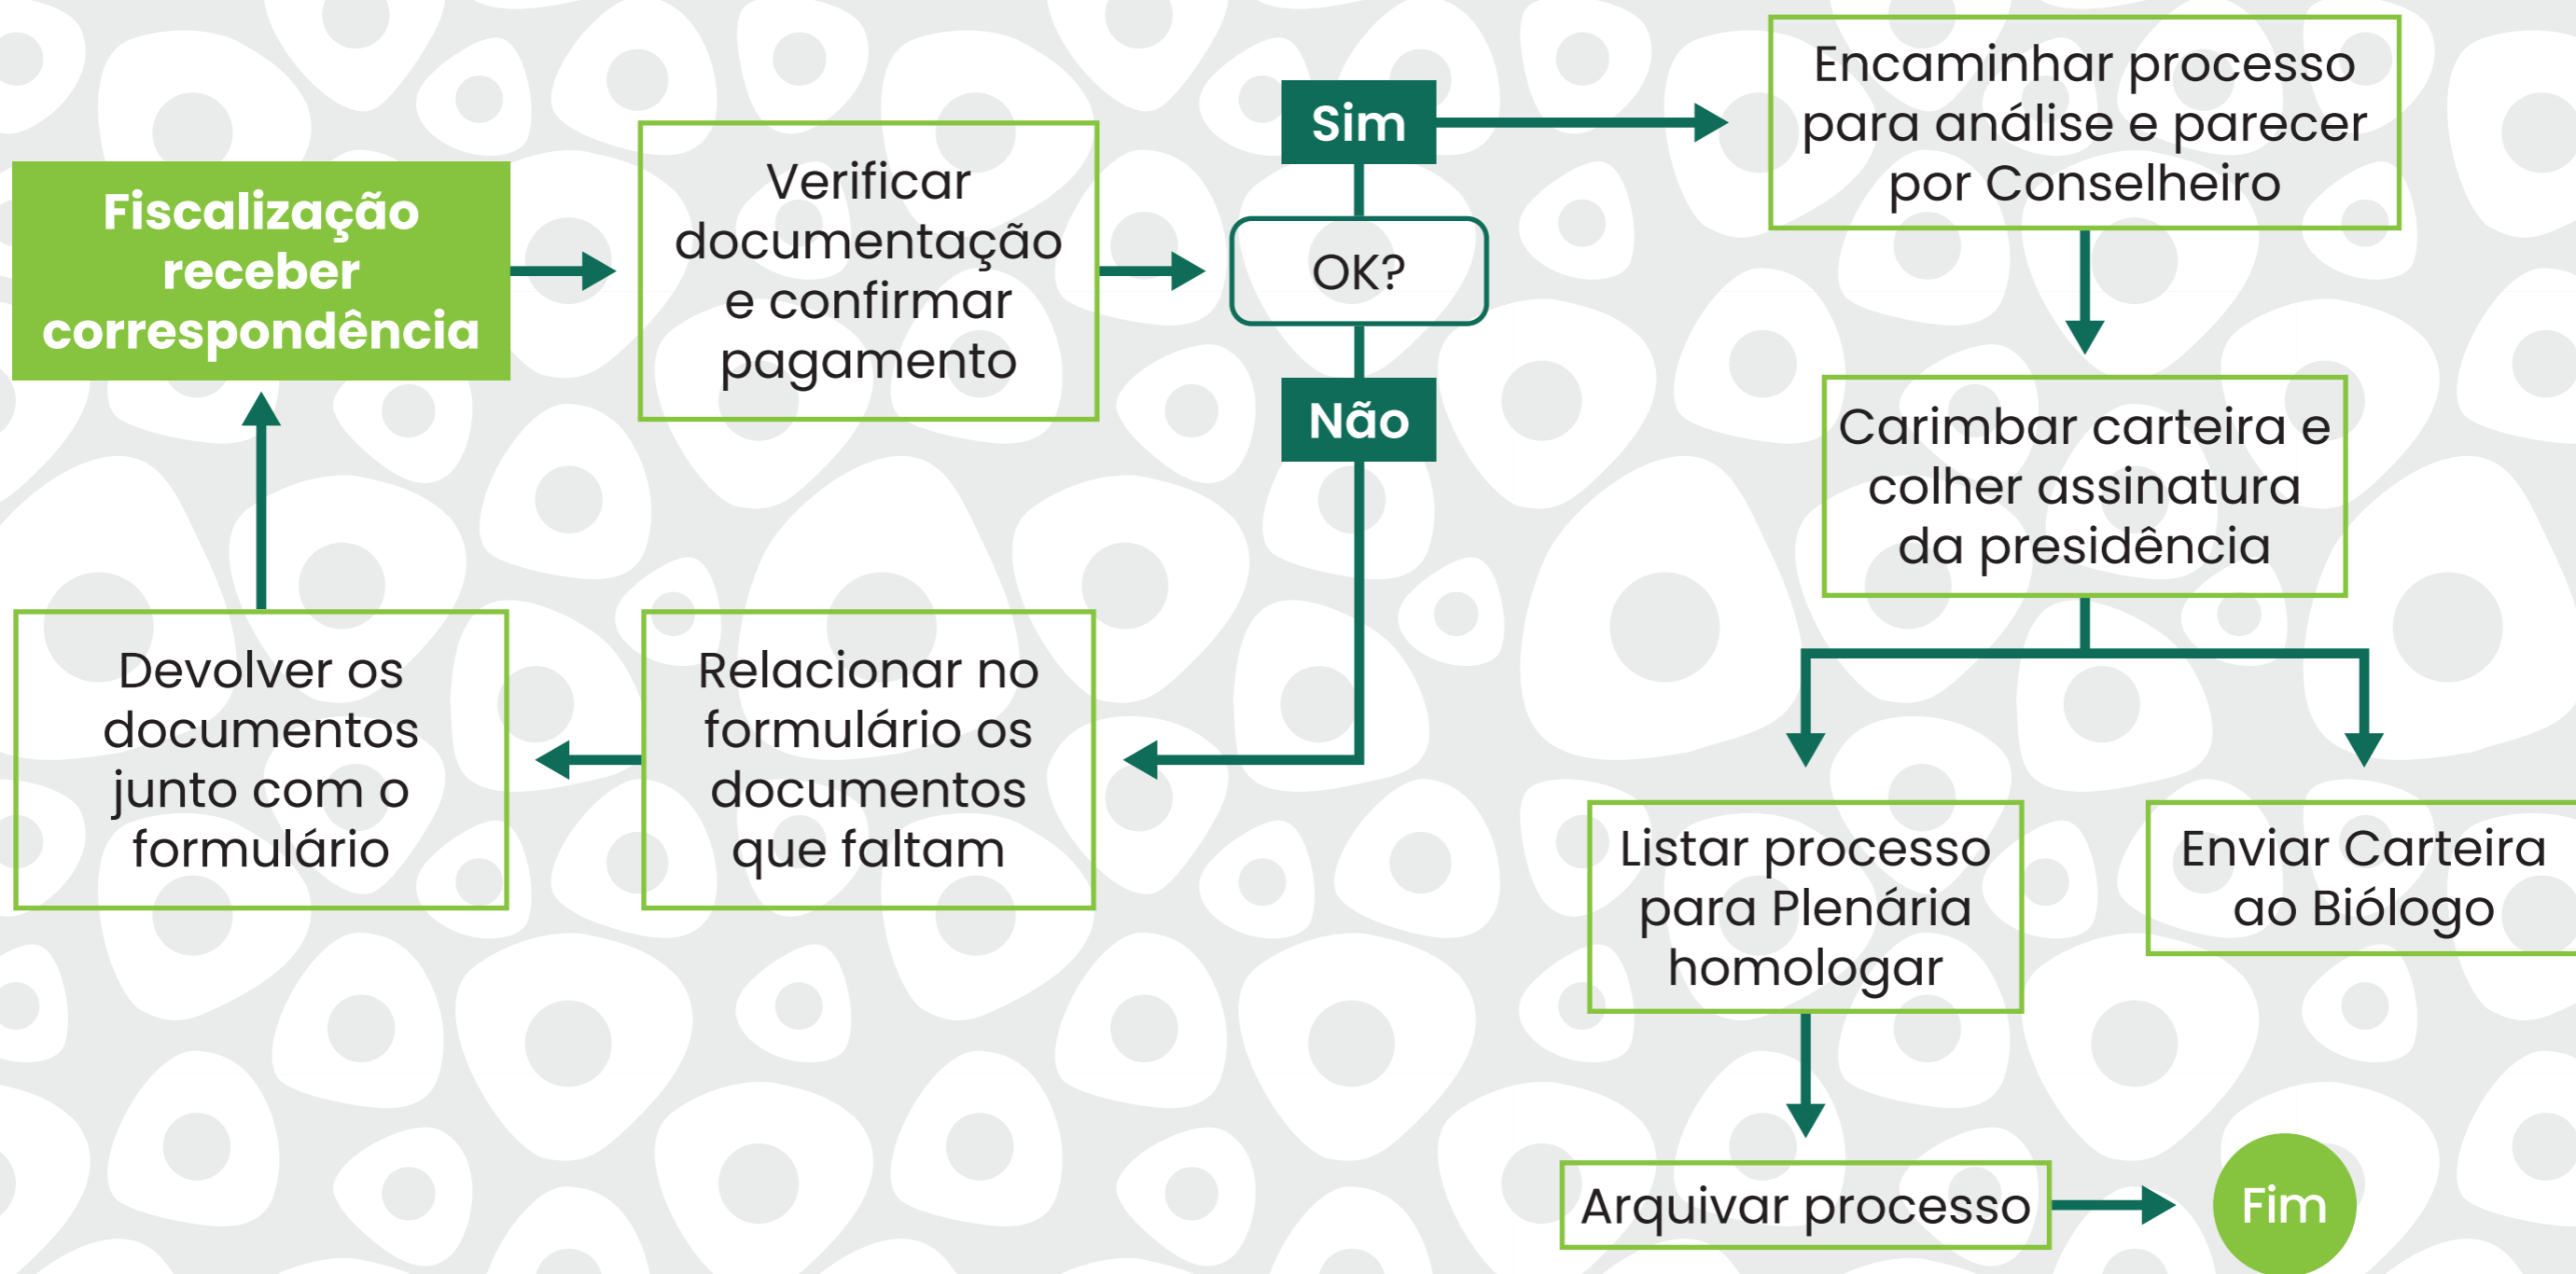 Fiscalização
receber
correspondência
Verificar
documentação
e confirmar
pagamento
Sim
OK?
Não
Encaminhar processo
para análise e parecer
por Conselheiro
Carimbar carteira e
colher assinatura
da presidência
Devolver os
documentos
junto com o
formulário
Relacionar no
formulário os
documentos
que faltam
Listar processo
para Plenária
homologar
Enviar Carteira
ao Biólogo
Arquivar processo
Fim